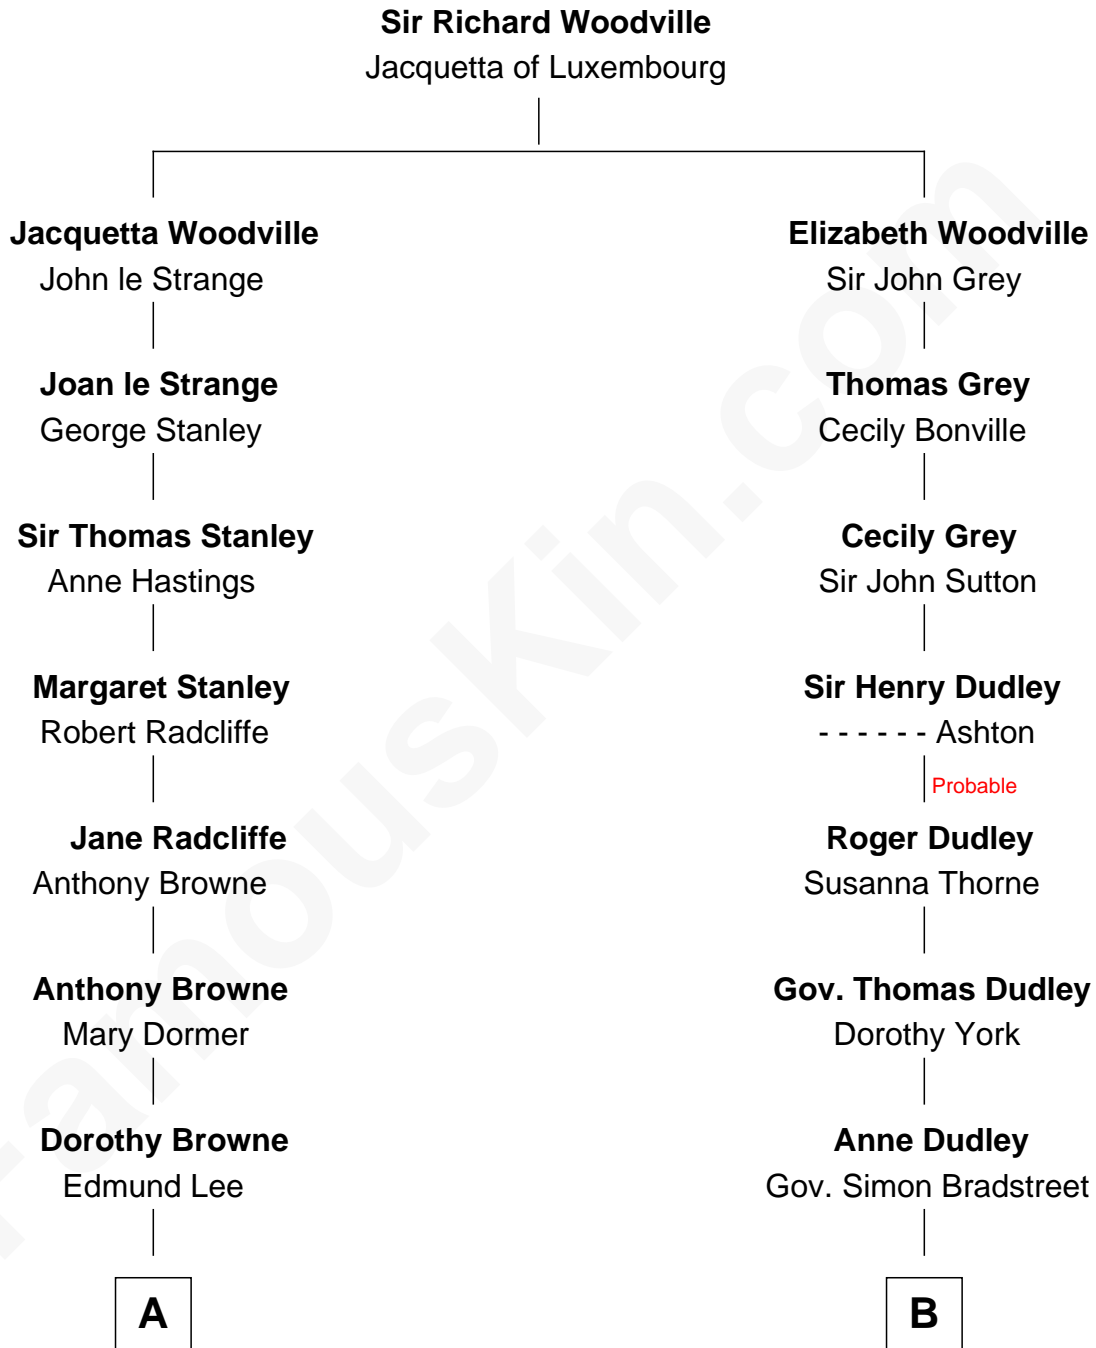 Sir Richard Woodville
Jacquetta of Luxembourg
Jacquetta Woodville
John le Strange
Joan le Strange
George Stanley
Sir Thomas Stanley
Anne Hastings
Margaret Stanley
Robert Radcliffe
Jane Radcliffe
Anthony Browne
Anthony Browne
Mary Dormer
Dorothy Browne
Edmund Lee
A
Elizabeth Woodville
Sir John Grey
Thomas Grey
Cecily Bonville
Cecily Grey
Sir John Sutton
Sir Henry Dudley
- - - - - - Ashton
Probable
Roger Dudley
Susanna Thorne
Gov. Thomas Dudley
Dorothy York
Anne Dudley
Gov. Simon Bradstreet
B
FamousKin.com